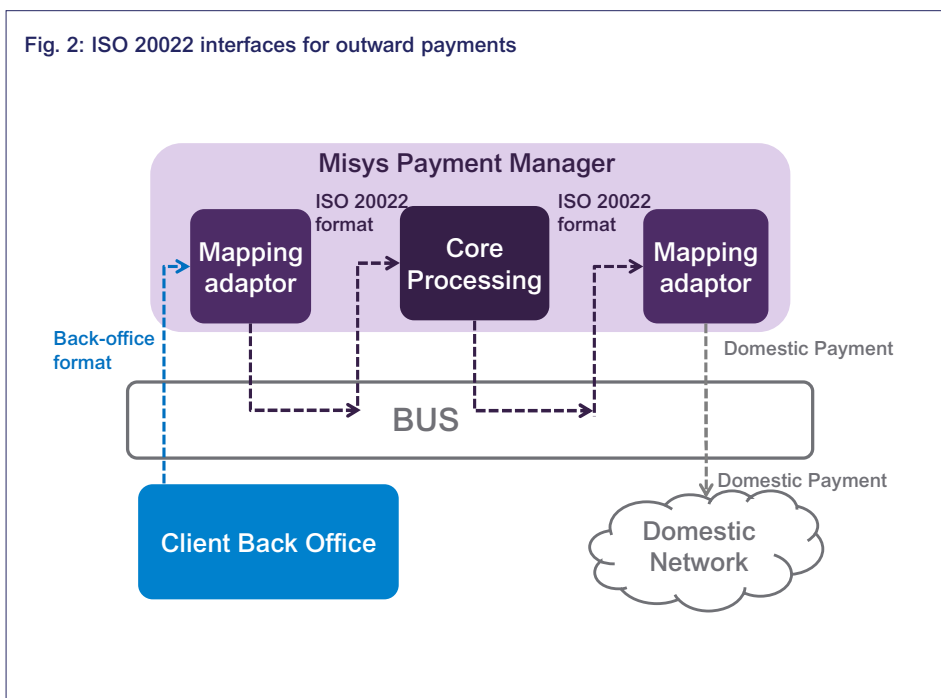 Fig. 2: ISO 20022 interfaces for outward payments
Misys Payment Manager
ISO 20022
format
ISO 20022
format
Mapping
adaptor
Core
Processing
Mapping
adaptor
Back-office
format
Domestic Payment
BUS
Domestic Payment
Client Back Office
Domestic
Network